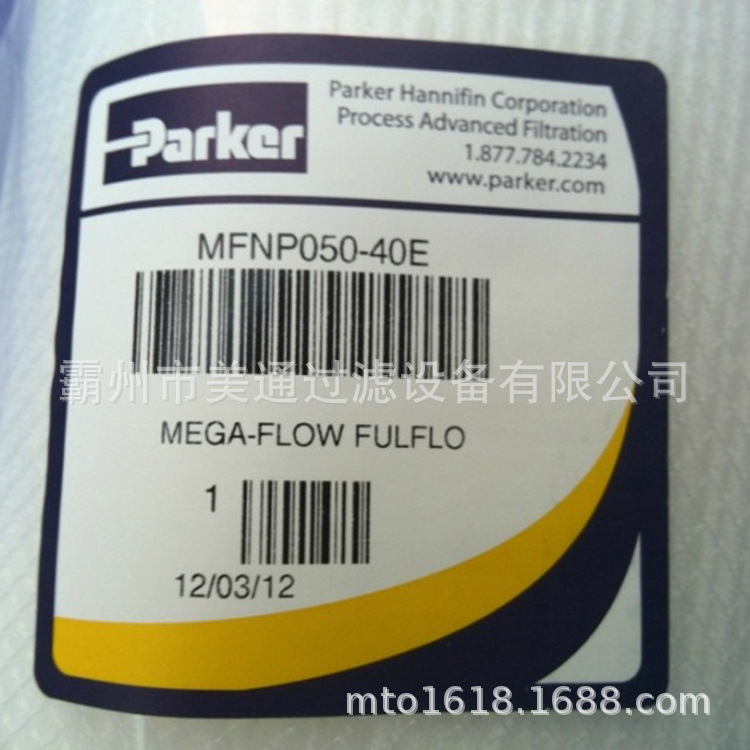 Parker
Parker Hannifin Corporation
Process Advanced Filtration
1.877.784.2234
www.parker.com
MFNP050-40E
霸州市美通过滤设备有限公司
MEGA-FLOW FULFLO
1
12/03/12
mto1618.1688.com